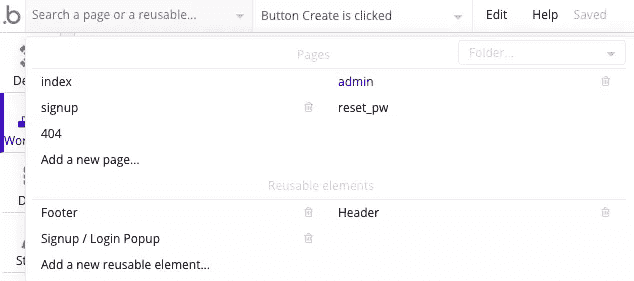 .b Search a page or a reusable... Button Create is clicked Edit Help Saved
Pages Folder...
index admin
signup reset_pw
404
Add a new page...
Reusable elements
Footer Header
Signup / Login Popup
Add a new reusable element...
De
Wor
D
St